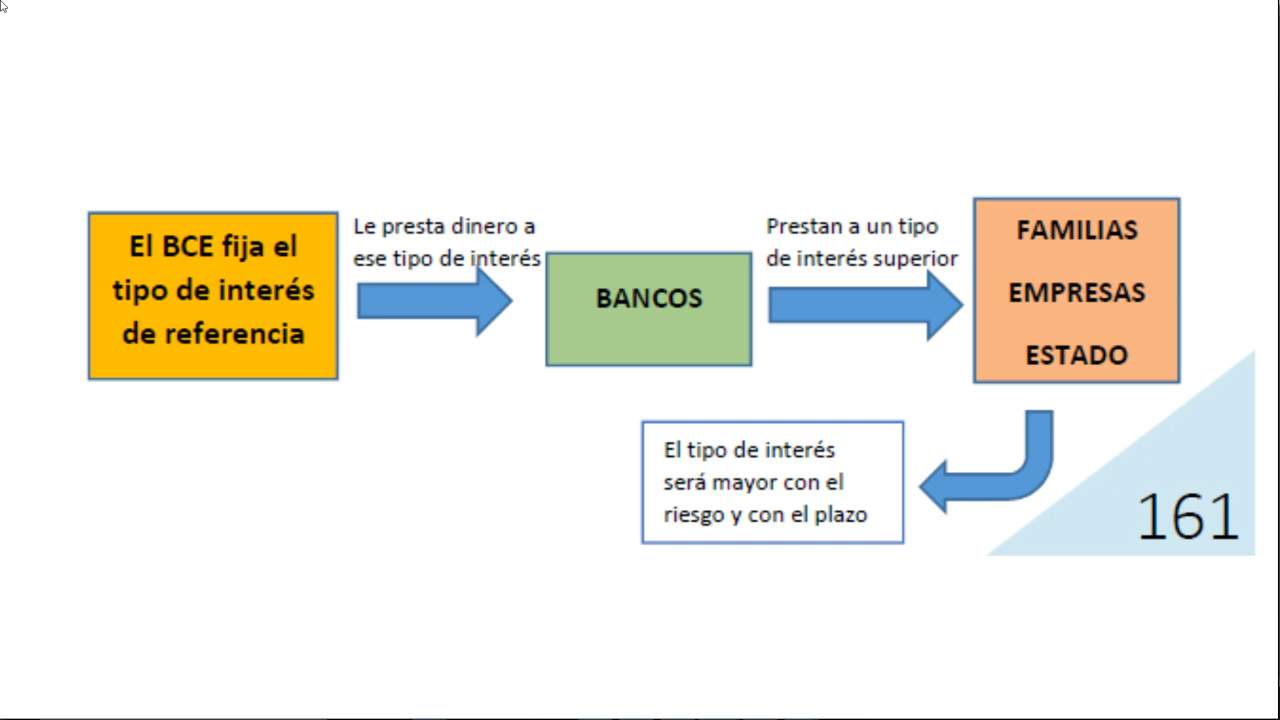 El BCE fija el
tipo de interés
de referencia
Le presta dinero a
ese tipo de interés
BANCOS
Prestan a un tipo
de interés superior
FAMILIAS
EMPRESAS
ESTADO
El tipo de interés
será mayor con el
riesgo y con el plazo
161